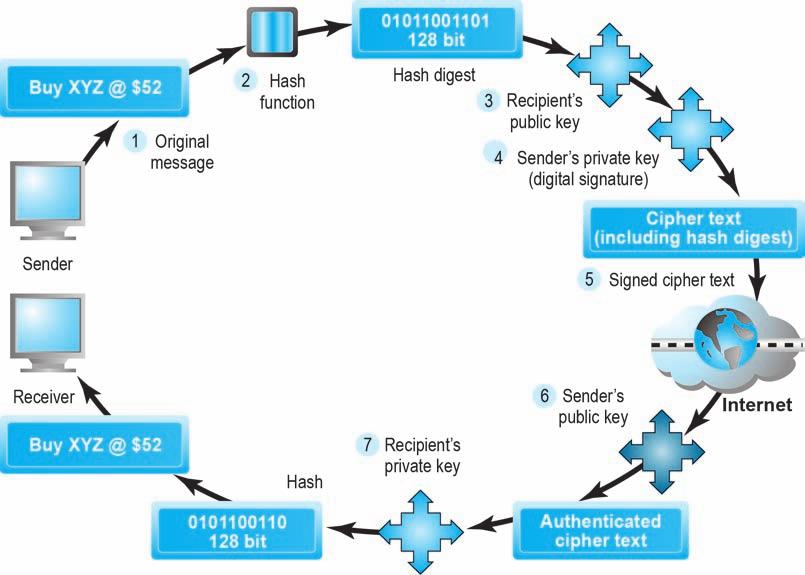 Buy XYZ @ $52
1 Original
message
Sender
2 Hash
function
01011001101
128 bit
Hash digest
3 Recipient's
public key
4 Sender's private key
(digital signature)
Cipher text
(including hash digest)
5 Signed cipher text
Internet
6 Sender's
public key
Authenticated
cipher text
7 Recipient's
private key
Hash
0101100110
128 bit
Buy XYZ @ $52
Receiver